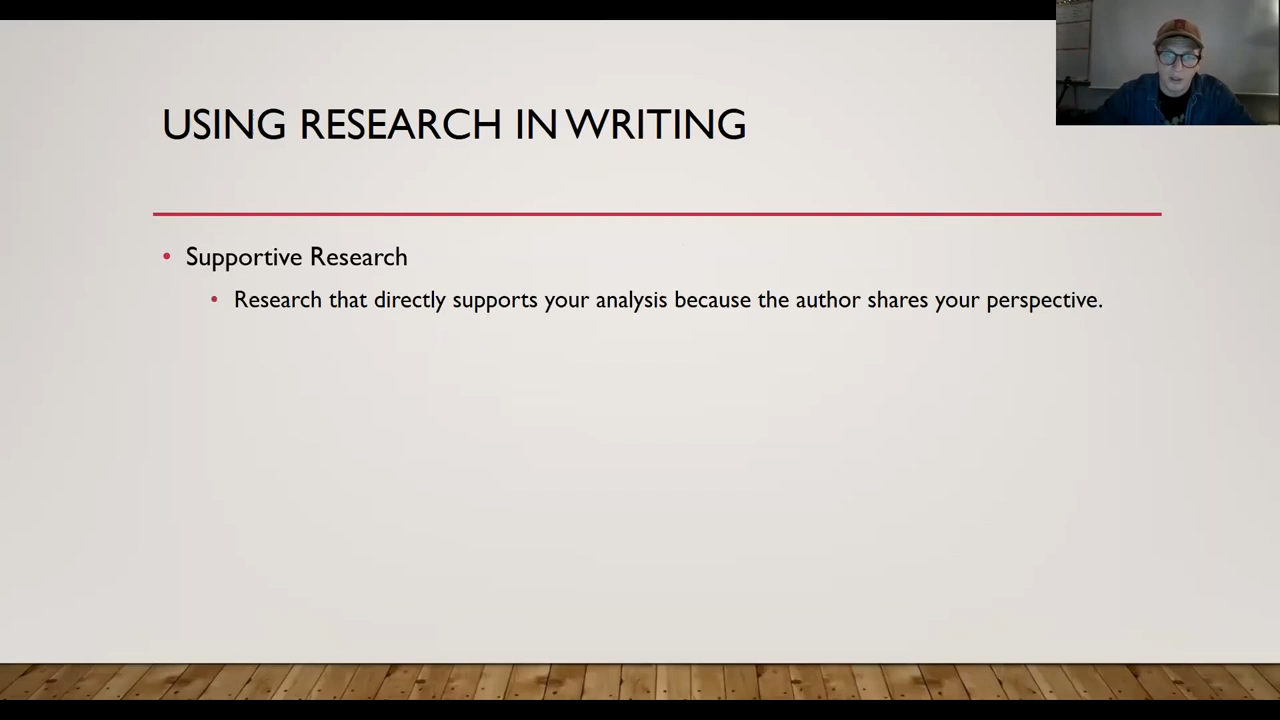 USING RESEARCH IN WRITING
Supportive Research
Research that directly supports your analysis because the author shares your perspective.